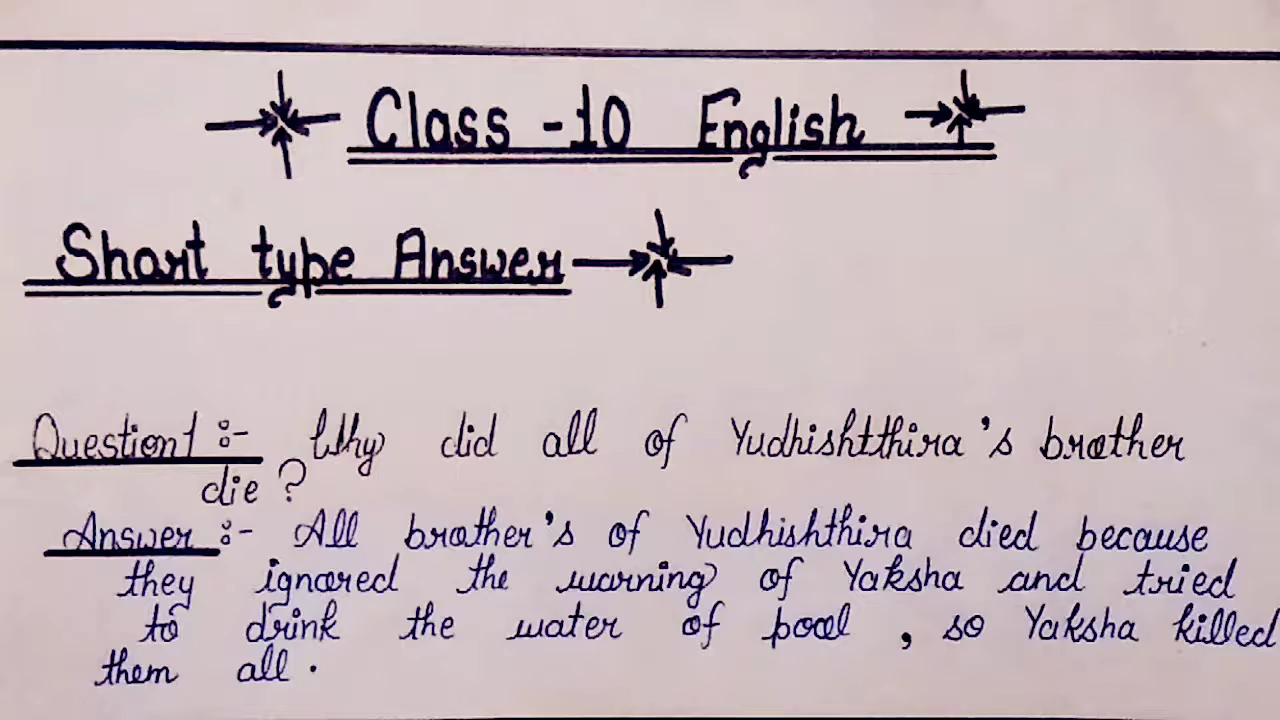 Class -10 English
Short type Answer
Question1 :- Why did all of Yudhishtthira's brother
die ?
Answer :- All brother's of Yudhishthira died because
they ignored the warning of Yaksha and tried
to drink the water of pool , so Yaksha killed
them all .